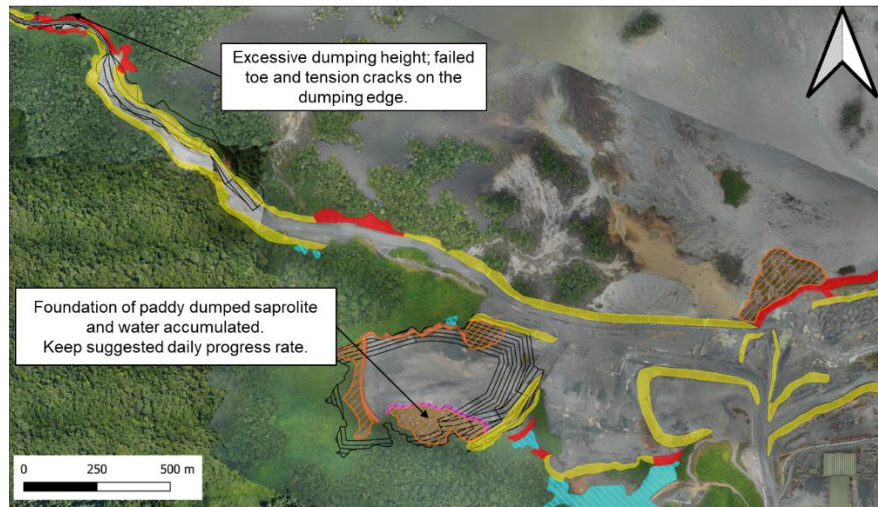 Excessive dumping height; failed
toe and tension cracks on the
dumping edge.
Foundation of paddy dumped saprolite
and water accumulated.
Keep suggested daily progress rate.
0 250 500 m